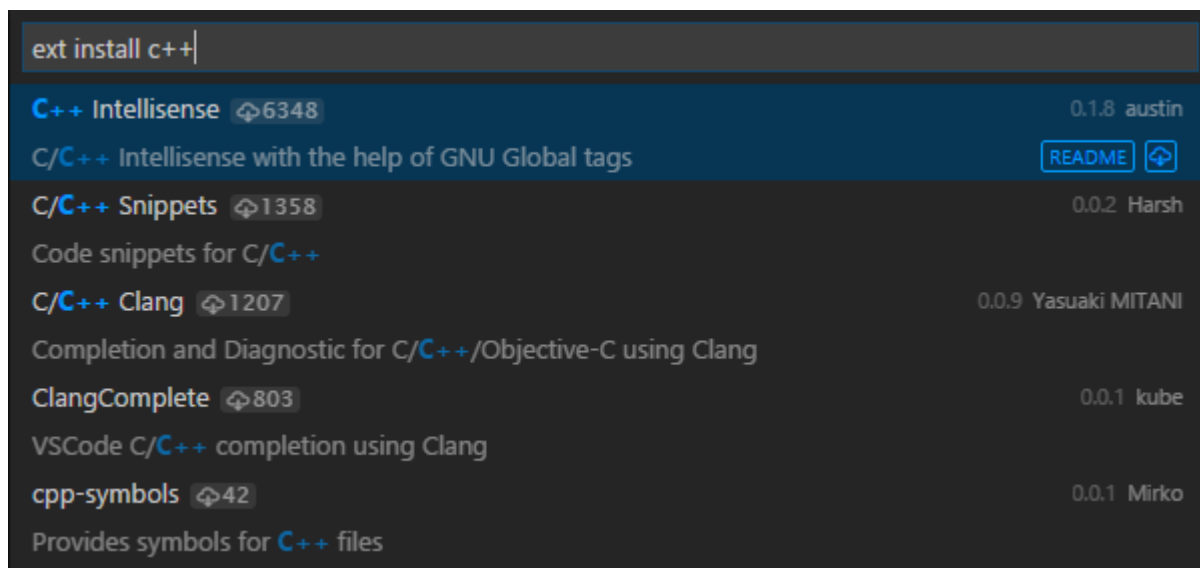 ext install c++
C++ Intellisense 6348 0.1.8 austin
C/C++ Intellisense with the help of GNU Global tags README
C/C++ Snippets 1358 0.0.2 Harsh
Code snippets for C/C++
C/C++ Clang 1207 0.0.9 Yasuaki MITANI
Completion and Diagnostic for C/C++/Objective-C using Clang
ClangComplete 803 0.0.1 kube
VSCode C/C++ completion using Clang
cpp-symbols 42 0.0.1 Mirko
Provides symbols for C++ files